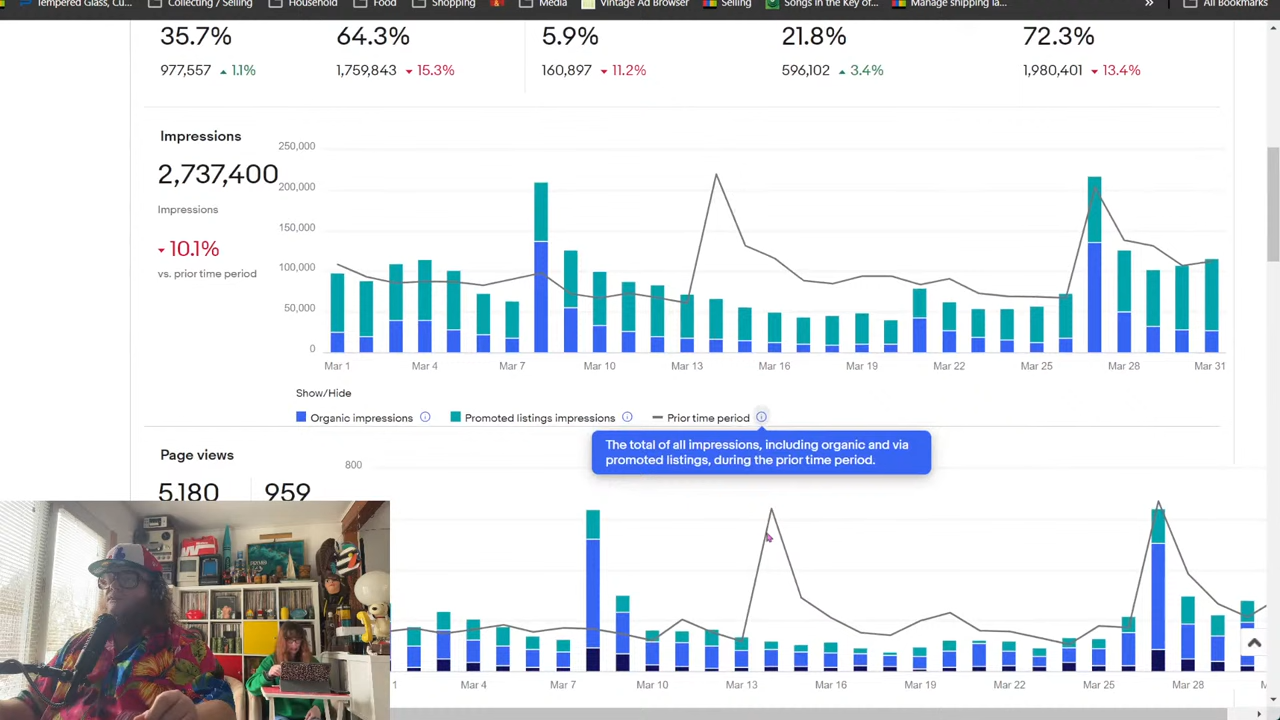 Tempered Glass, Cu... Collecting / Selling Household Food Shopping Media Vintage Ad Browser Selling Songs in the Key of... Manage shipping la... » All Bookmarks
35.7% 64.3% 5.9% 21.8% 72.3%
977,557 1.1% 1,759,843 15.3% 160,897 11.2% 596,102 3.4% 1,980,401 13.4%
Impressions
2,737,400
Impressions
10.1%
vs. prior time period
250,000
200,000
150,000
100,000
50,000
0
Mar 1 Mar 4 Mar 7 Mar 10 Mar 13 Mar 16 Mar 19 Mar 22 Mar 25 Mar 28 Mar 31
Show/Hide
Organic impressions Promoted listings impressions Prior time period
The total of all impressions, including organic and via
promoted listings, during the prior time period.
Page views
5,180 959
800
1 Mar 4 Mar 7 Mar 10 Mar 13 Mar 16 Mar 19 Mar 22 Mar 25 Mar 28